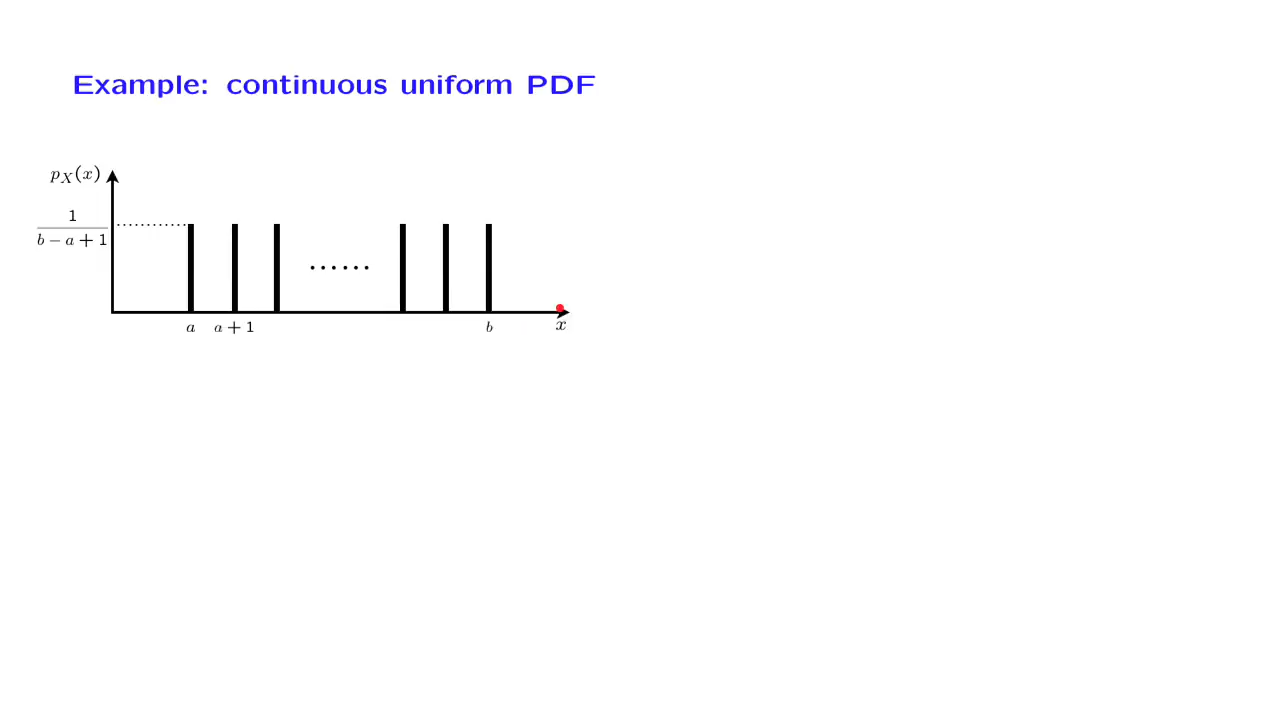 Example: continuous uniform PDF
p_X(x)
1
b − a + 1
......
a a + 1 b x